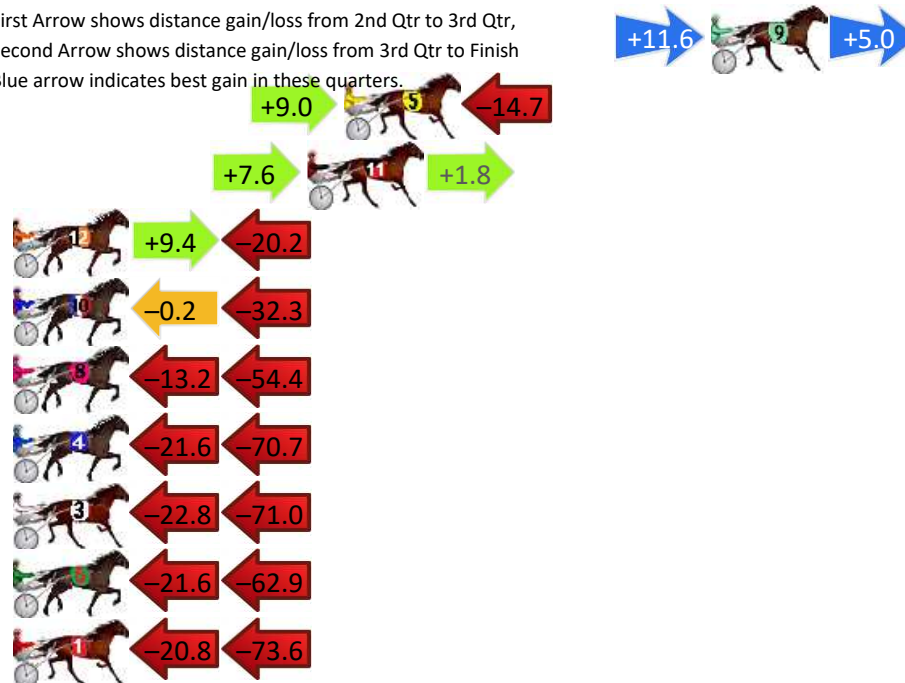 irst Arrow shows distance gain/loss from 2nd Qtr to 3rd Qtr,
econd Arrow shows distance gain/loss from 3rd Qtr to Finish
lue arrow indicates best gain in these quarters.
+11.6 9 +5.0
+9.0 5 –14.7
+7.6 11 +1.8
12 +9.4 –20.2
10 –0.2 –32.3
8 –13.2 –54.4
4 –21.6 –70.7
3 –22.8 –71.0
–21.6 –62.9
1 –20.8 –73.6